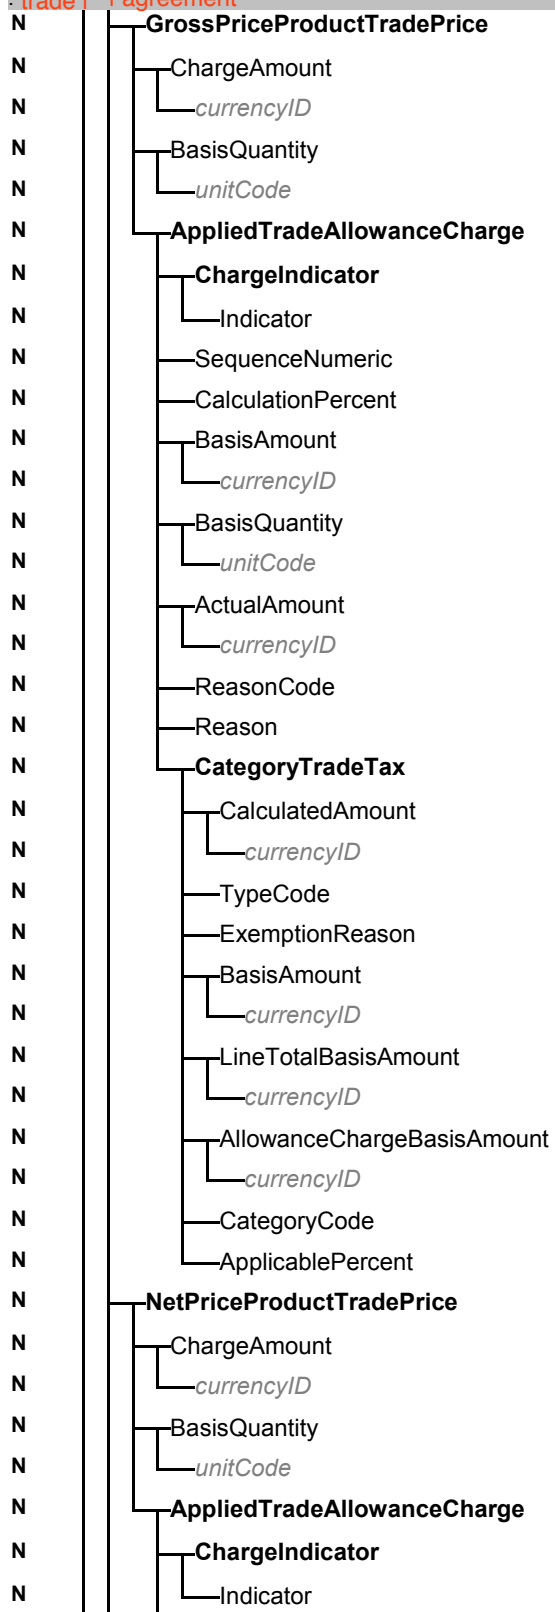 : trade agreement
N GrossPriceProductTradePrice
N ChargeAmount
N currencyID
N BasisQuantity
N unitCode
N AppliedTradeAllowanceCharge
N ChargeIndicator
N Indicator
N SequenceNumeric
N CalculationPercent
N BasisAmount
N currencyID
N BasisQuantity
N unitCode
N ActualAmount
N currencyID
N ReasonCode
N Reason
N CategoryTradeTax
N CalculatedAmount
N currencyID
N TypeCode
N ExemptionReason
N BasisAmount
N currencyID
N LineTotalBasisAmount
N currencyID
N AllowanceChargeBasisAmount
N currencyID
N CategoryCode
N ApplicablePercent
N NetPriceProductTradePrice
N ChargeAmount
N currencyID
N BasisQuantity
N unitCode
N AppliedTradeAllowanceCharge
N ChargeIndicator
N Indicator